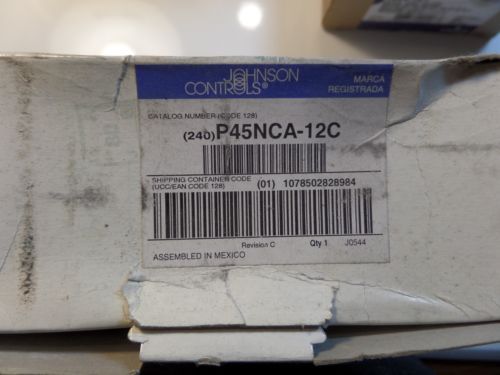 JOHNSON
CONTROLS®
MARCA
REGISTRADA
CATALOG NUMBER (CODE 128)
(240)P45NCA-12C
SHIPPING CONTAINER CODE
(UCC/EAN CODE 128)
(01) 1078502828984
Revision C
Qty 1
J0544
ASSEMBLED IN MEXICO